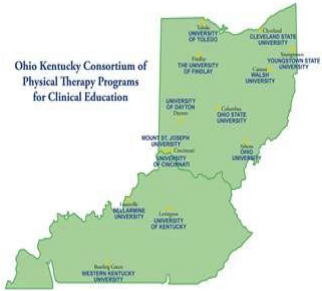 Ohio Kentucky Consortium of
Physical Therapy Programs
for Clinical Education
Toledo
UNIVERSITY
OF TOLEDO
Cleveland
CLEVELAND STATE
UNIVERSITY
Youngstown
YOUNGSTOWN STATE
UNIVERSITY
Findlay
THE UNIVERSITY
OF FINDLAY
Canton
WALSH
UNIVERSITY
UNIVERSITY
OF DAYTON
Dayton
Columbus
OHIO STATE
UNIVERSITY
MOUNT ST. JOSEPH
UNIVERSITY
Cincinnati
UNIVERSITY
OF CINCINNATI
Athens
OHIO
UNIVERSITY
Louisville
BELLARMINE
UNIVERSITY
Lexington
UNIVERSITY
OF KENTUCKY
Bowling Green
WESTERN KENTUCKY
UNIVERSITY